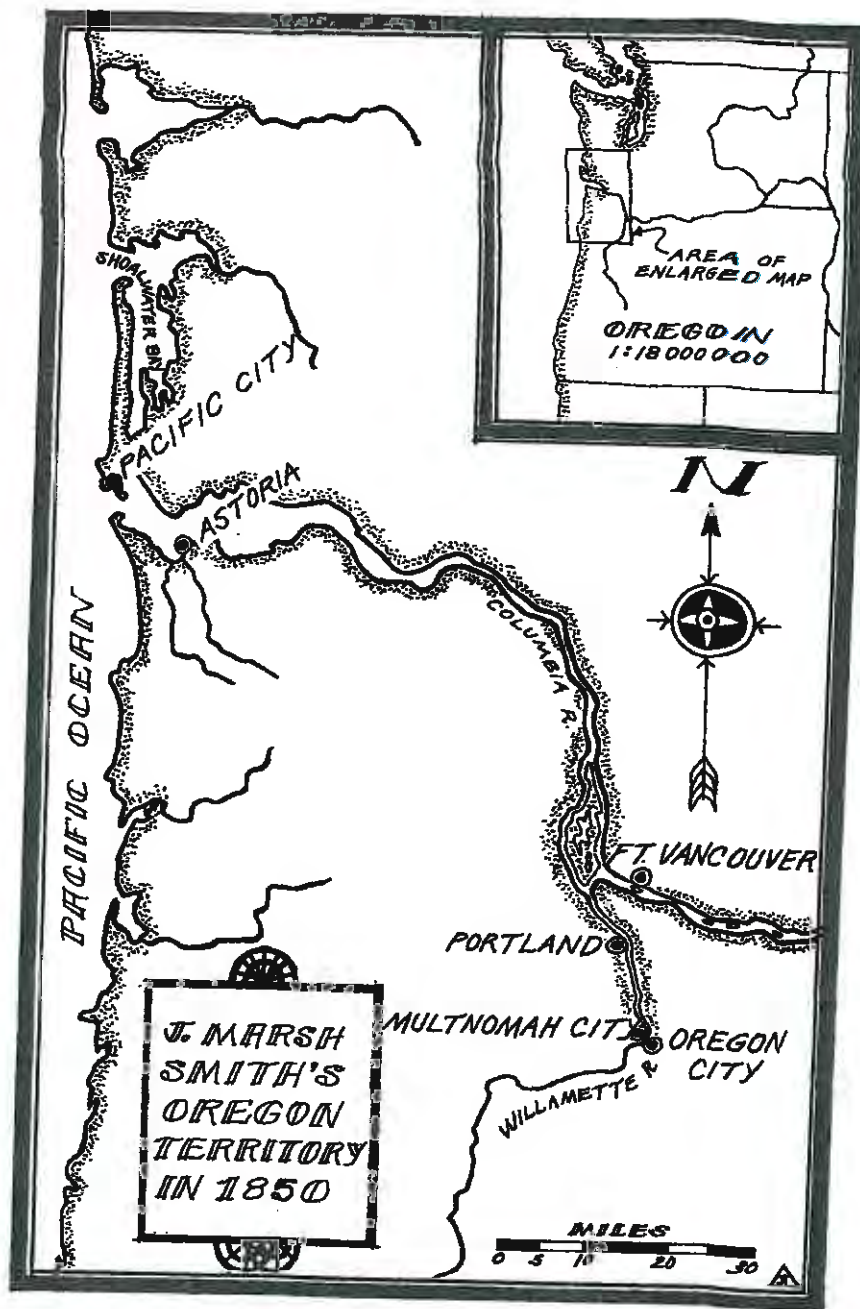 AREA OF
ENLARGED MAP
OREGON
1:18000000
SHOALWATER BAY
PACIFIC CITY
ASTORIA
N
COLUMBIA R.
PACIFIC OCEAN
FT. VANCOUVER
PORTLAND
MULTNOMAH CITY
OREGON
CITY
WILLAMETTE R
J. MARSH
SMITH'S
OREGON
TERRITORY
IN 1850
MILES
0 5 10 20 30